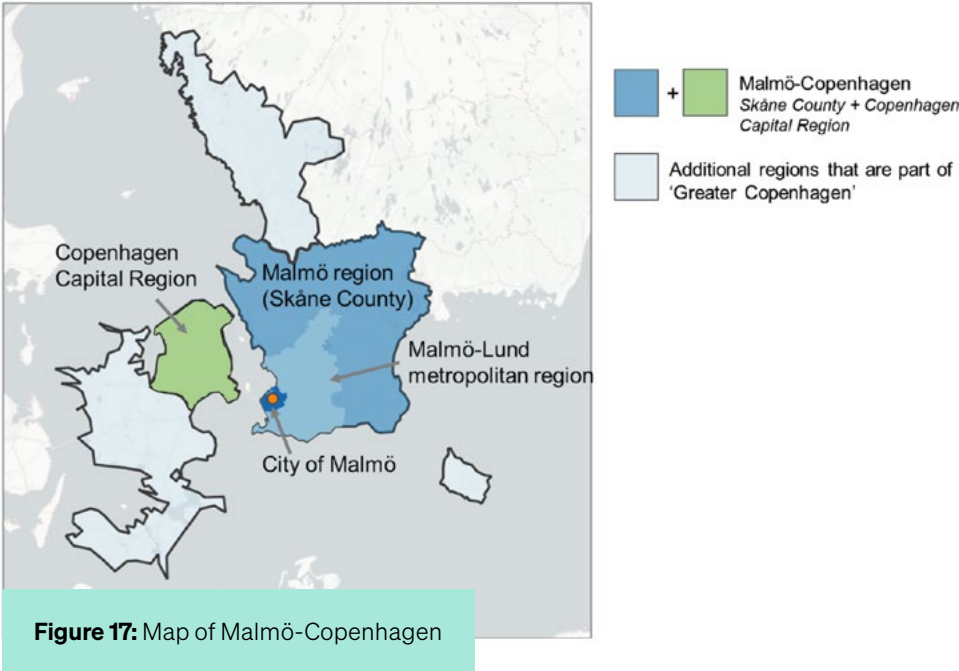 Copenhagen
Capital Region
Malmö region
(Skåne County)
Malmö-Lund
metropolitan region
City of Malmö
+
Malmö-Copenhagen
Skåne County + Copenhagen
Capital Region
Additional regions that are part of
‘Greater Copenhagen’
Figure 17: Map of Malmö-Copenhagen